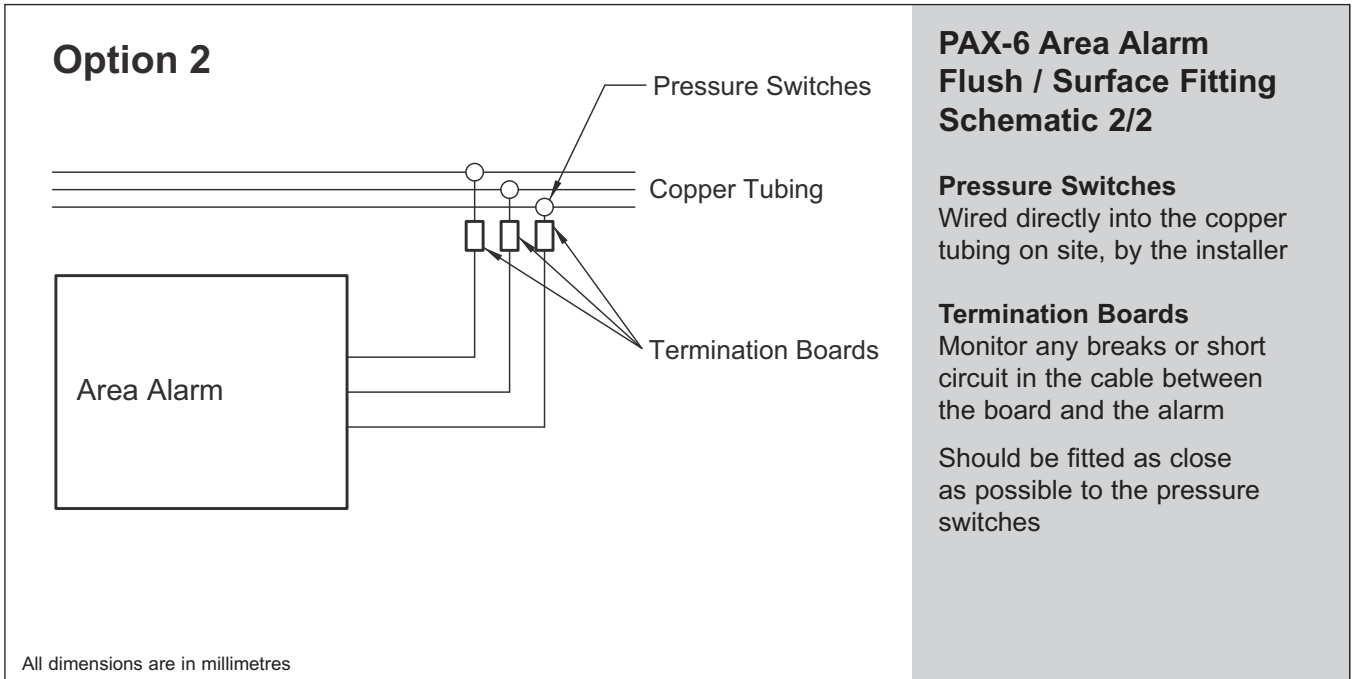 Option 2
Pressure Switches
Copper Tubing
Termination Boards
Area Alarm
All dimensions are in millimetres
PAX-6 Area Alarm
Flush / Surface Fitting
Schematic 2/2
Pressure Switches
Wired directly into the copper
tubing on site, by the installer
Termination Boards
Monitor any breaks or short
circuit in the cable between
the board and the alarm
Should be fitted as close
as possible to the pressure
switches